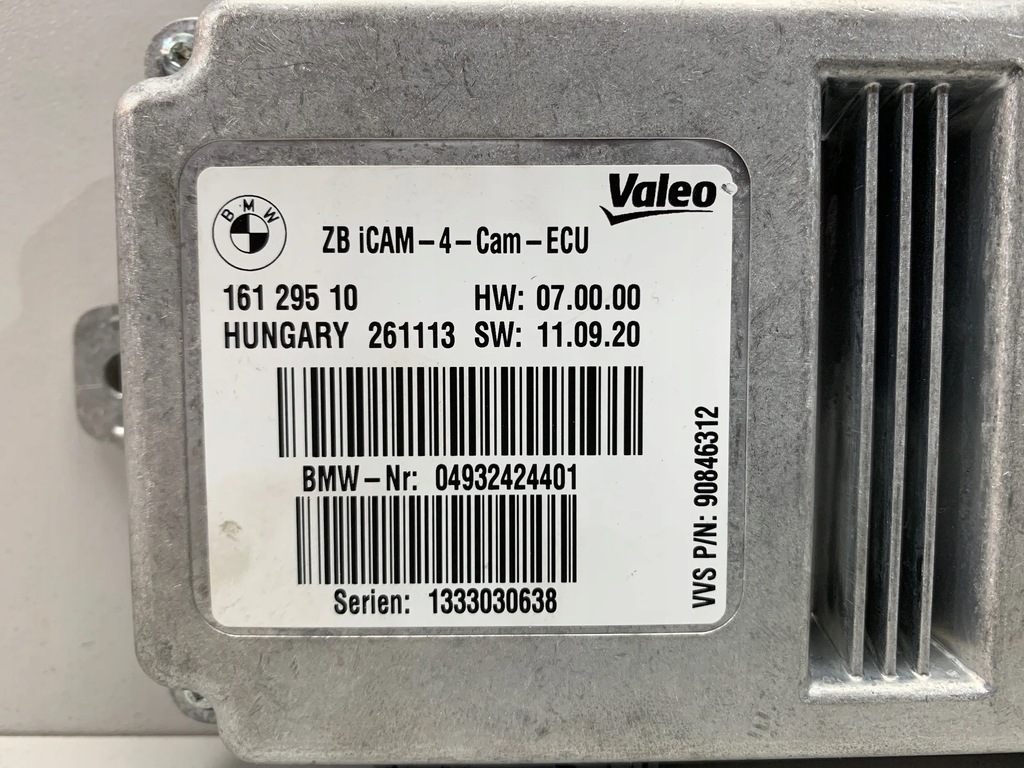 BMW
Valeo
ZB iCAM-4-Cam-ECU
161 295 10 HW: 07.00.00
HUNGARY 261113 SW: 11.09.20
BMW-Nr: 04932424401
Serien: 1333030638
VVS P/N: 90846312